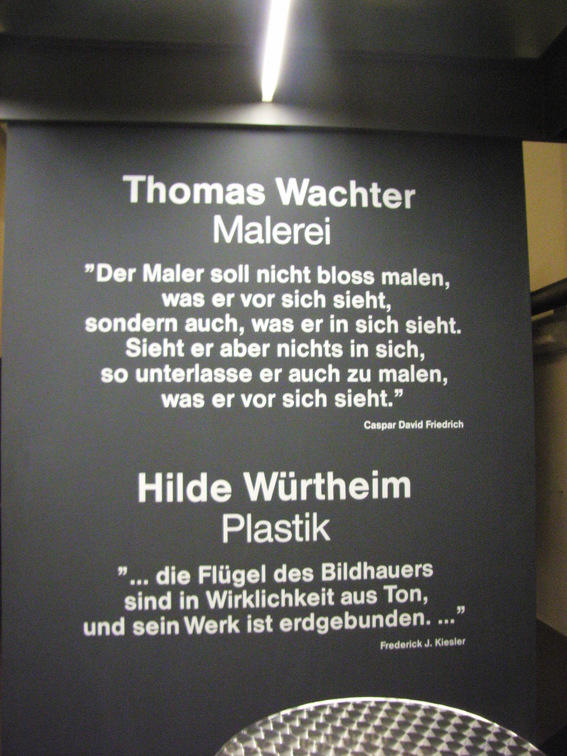 Thomas Wachter
Malerei
”Der Maler soll nicht bloss malen,
was er vor sich sieht,
sondern auch, was er in sich sieht.
Sieht er aber nichts in sich,
so unterlasse er auch zu malen,
was er vor sich sieht.”
Caspar David Friedrich
Hilde Würtheim
Plastik
”... die Flügel des Bildhauers
sind in Wirklichkeit aus Ton,
und sein Werk ist erdgebunden. ...”
Frederick J. Kiesler